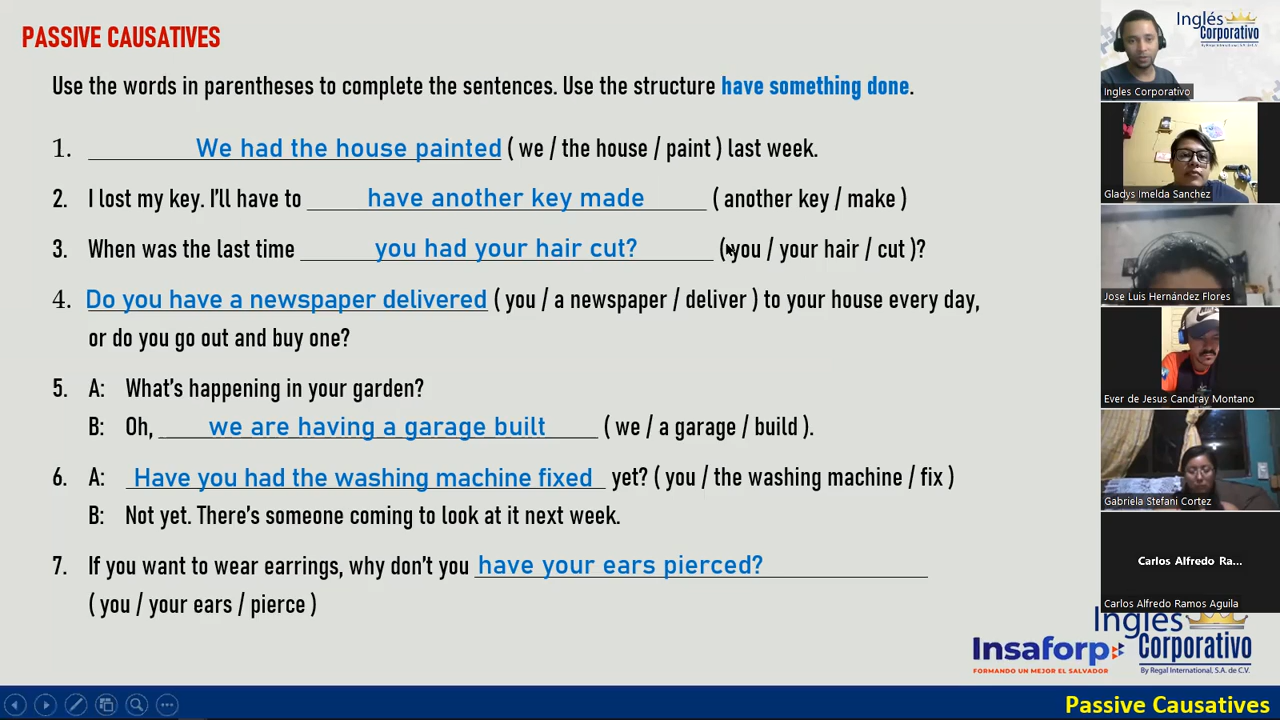 PASSIVE CAUSATIVES
Use the words in parentheses to complete the sentences. Use the structure have something done.
1. We had the house painted ( we / the house / paint ) last week.
2. I lost my key. I'll have to have another key made ( another key / make )
3. When was the last time you had your hair cut? ( you / your hair / cut )?
4. Do you have a newspaper delivered ( you / a newspaper / deliver ) to your house every day,
or do you go out and buy one?
5. A: What's happening in your garden?
B: Oh, we are having a garage built ( we / a garage / build ).
6. A: Have you had the washing machine fixed yet? ( you / the washing machine / fix )
B: Not yet. There's someone coming to look at it next week.
7. If you want to wear earrings, why don't you have your ears pierced?
( you / your ears / pierce )
Inglés
Corporativo
By Regal International, S.A. de C.V.
Ingles Corporativo
Gladys Imelda Sanchez
Jose Luis Hernández Flores
Ever de Jesus Candray Montano
Gabriela Stefani Cortez
Carlos Alfredo Ra...
Carlos Alfredo Ramos Aguila
Inglés
Corporativo
By Regal International, S.A. de C.V.
Insaforp
FORMANDO UN MEJOR EL SALVADOR
Passive Causatives